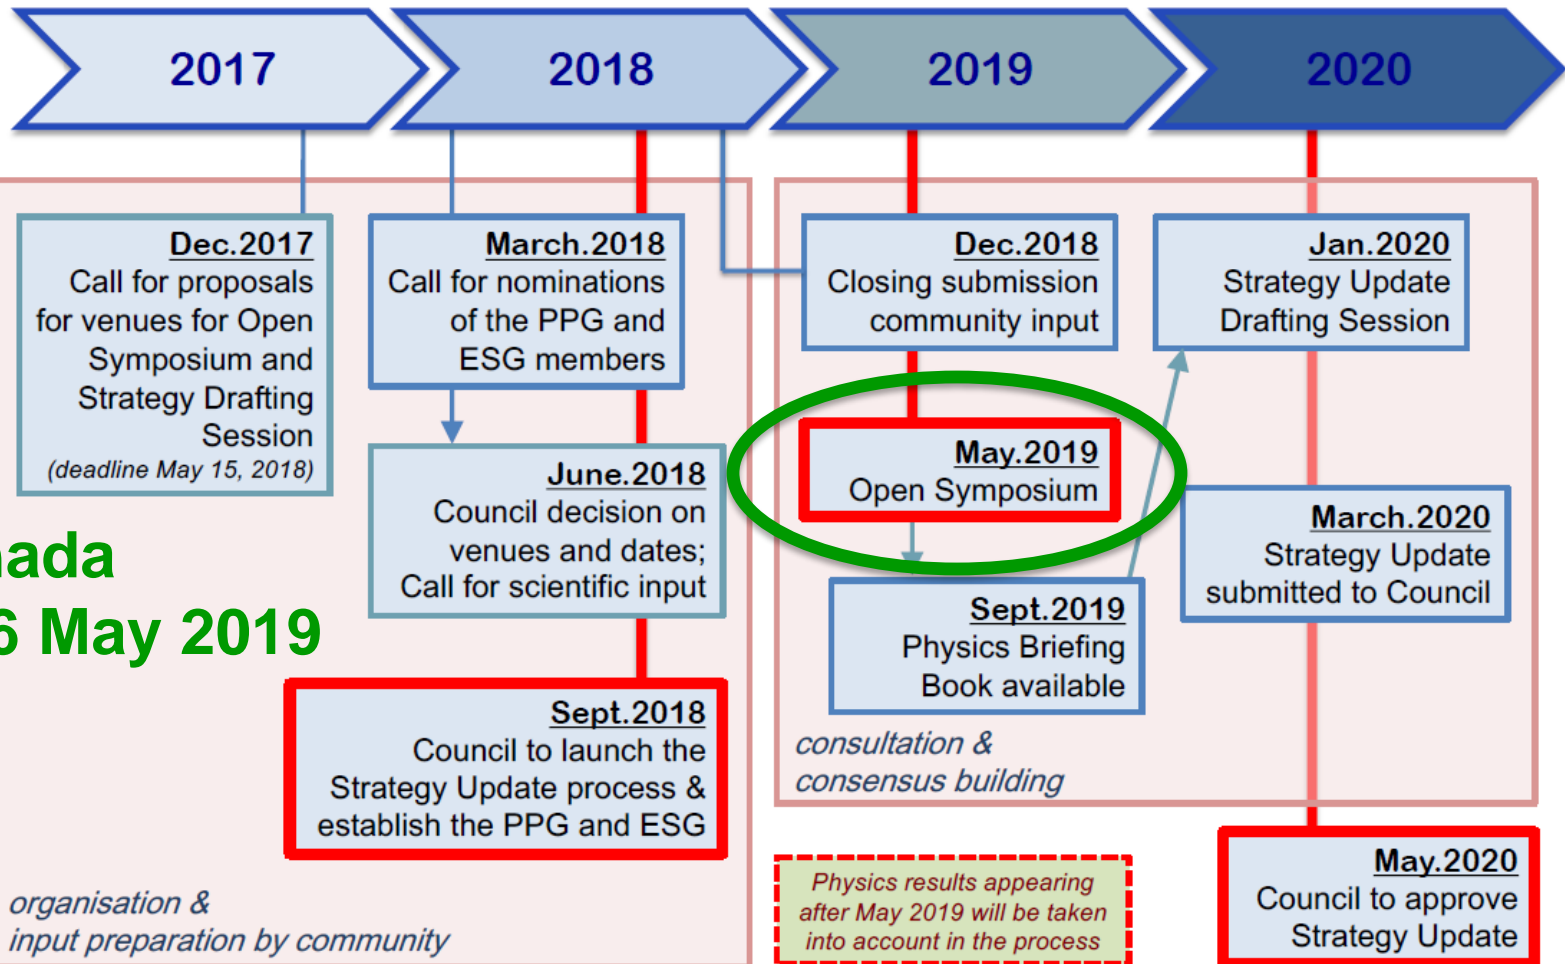 2017
2018
2019
2020
Dec.2017
Call for proposals
for venues for Open
Symposium and
Strategy Drafting
Session
(deadline May 15, 2018)
March.2018
Call for nominations
of the PPG and
ESG members
June.2018
Council decision on
venues and dates;
Call for scientific input
nada
6 May 2019
Sept.2018
Council to launch the
Strategy Update process &
establish the PPG and ESG
organisation &
input preparation by community
Dec.2018
Closing submission
community input
May.2019
Open Symposium
Sept.2019
Physics Briefing
Book available
Jan.2020
Strategy Update
Drafting Session
March.2020
Strategy Update
submitted to Council
consultation &
consensus building
Physics results appearing
after May 2019 will be taken
into account in the process
May.2020
Council to approve
Strategy Update